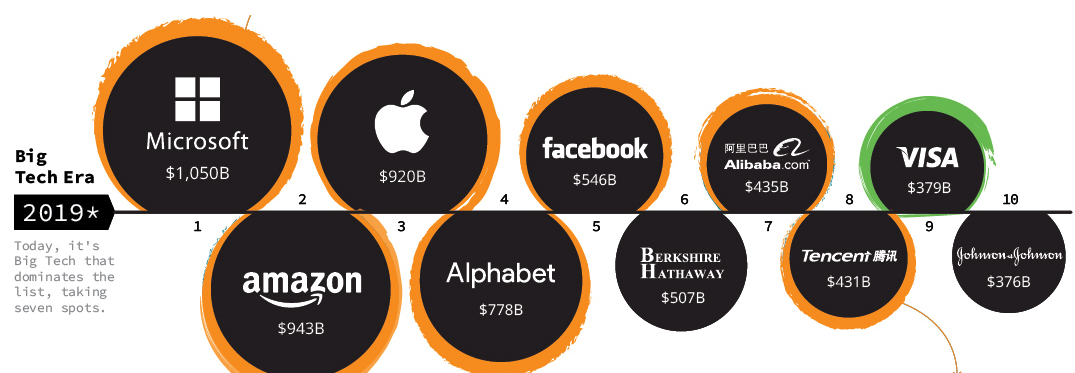 Big
Tech Era
2019*
Today, it's
Big Tech that
dominates the
list, taking
seven spots.
Microsoft
$1,050B
1
2
amazon
$943B
$920B
3
4
Alphabet
$778B
facebook
$546B
5
6
BERKSHIRE
HATHAWAY
$507B
阿里巴巴
Alibaba.com
$435B
7
8
Tencent 腾讯
$431B
VISA
$379B
9
10
Johnson&Johnson
$376B